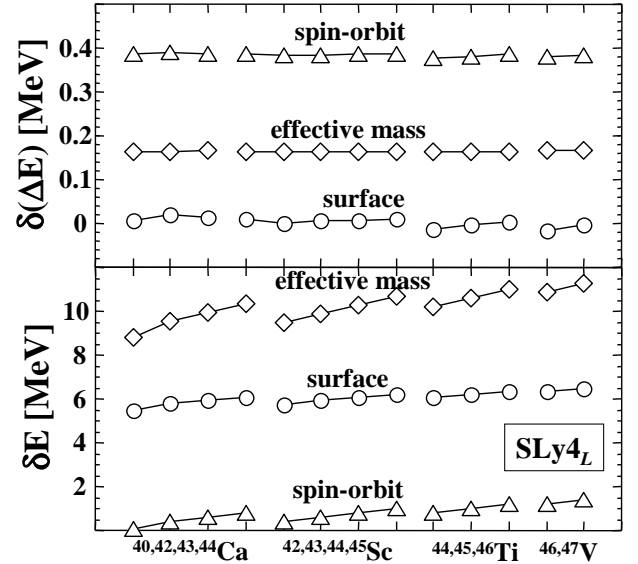 δ(ΔE) [MeV]
0.4
0.2
0.1
0
spin-orbit
effective mass
surface
δE [MeV]
10
8
6
4
2
effective mass
surface
SLy4L
spin-orbit
40,42,43,44Ca
42,43,44,45Sc
44,45,46Ti
46,47V